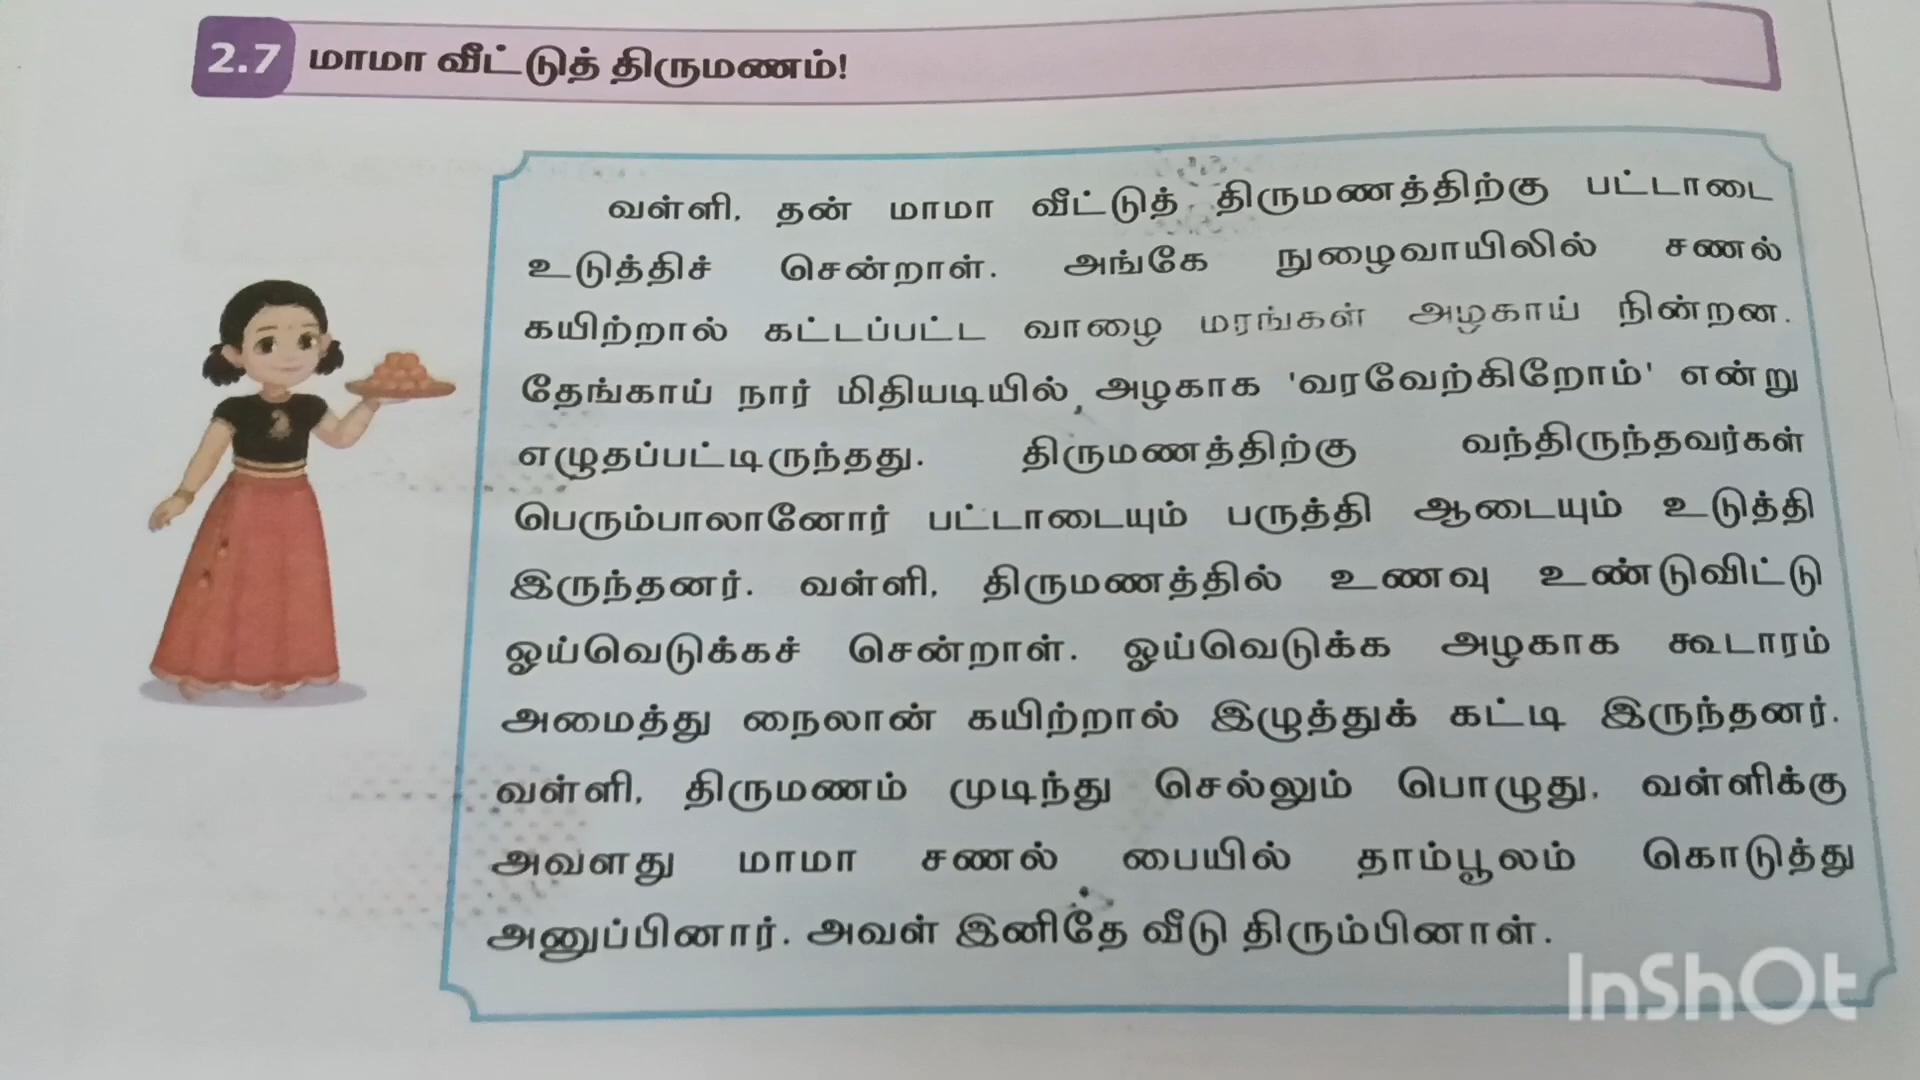 2.7 மாமா வீட்டுத் திருமணம்!
வள்ளி, தன் மாமா வீட்டுத் திருமணத்திற்கு பட்டாடை
உடுத்திச் சென்றாள். அங்கே நுழைவாயிலில் சணல்
கயிற்றால் கட்டப்பட்ட வாழை மரங்கள் அழகாய் நின்றன.
தேங்காய் நார் மிதியடியில் அழகாக 'வரவேற்கிறோம்' என்று
எழுதப்பட்டிருந்தது. திருமணத்திற்கு வந்திருந்தவர்கள்
பெரும்பாலானோர் பட்டாடையும் பருத்தி ஆடையும் உடுத்தி
இருந்தனர். வள்ளி, திருமணத்தில் உணவு உண்டுவிட்டு
ஓய்வெடுக்கச் சென்றாள். ஓய்வெடுக்க அழகாக கூடாரம்
அமைத்து நைலான் கயிற்றால் இழுத்துக் கட்டி இருந்தனர்.
வள்ளி, திருமணம் முடிந்து செல்லும் பொழுது, வள்ளிக்கு
அவளது மாமா சணல் பையில் தாம்பூலம் கொடுத்து
அனுப்பினார். அவள் இனிதே வீடு திரும்பினாள்.
InShOt